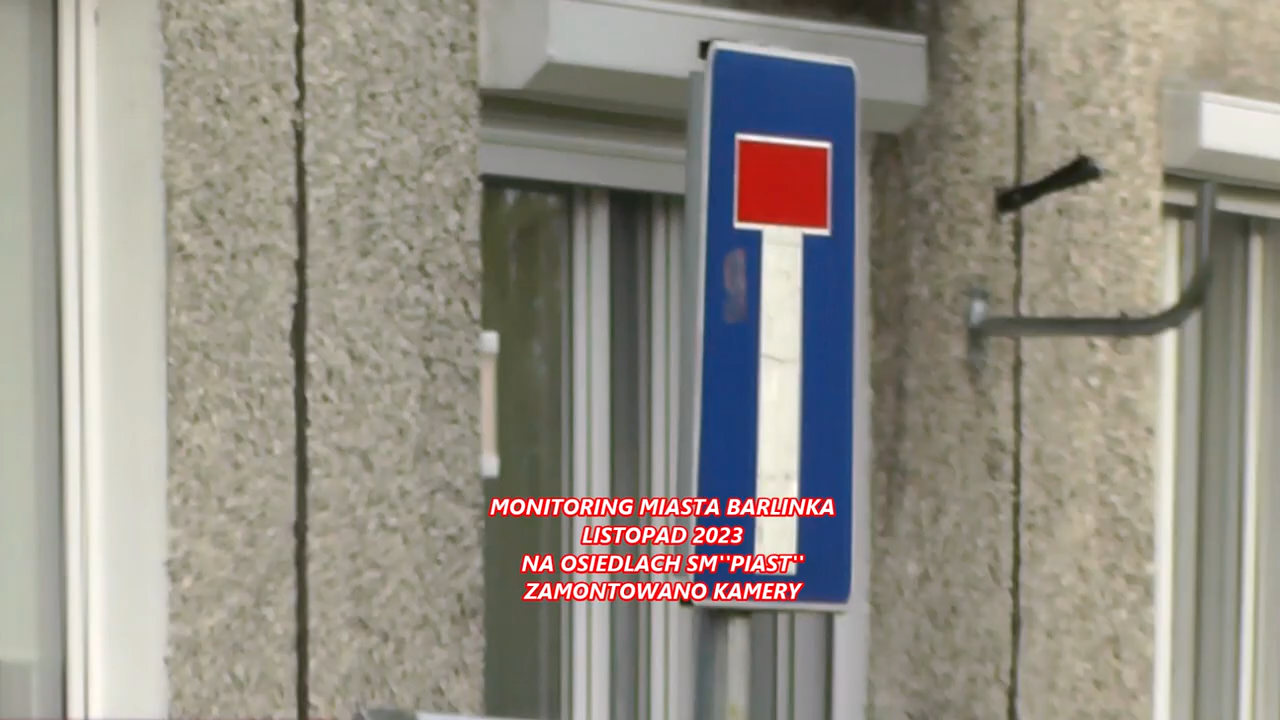 MONITORING MIASTA BARLINKA
LISTOPAD 2023
NA OSIEDLACH SM''PIAST''
ZAMONTOWANO KAMERY